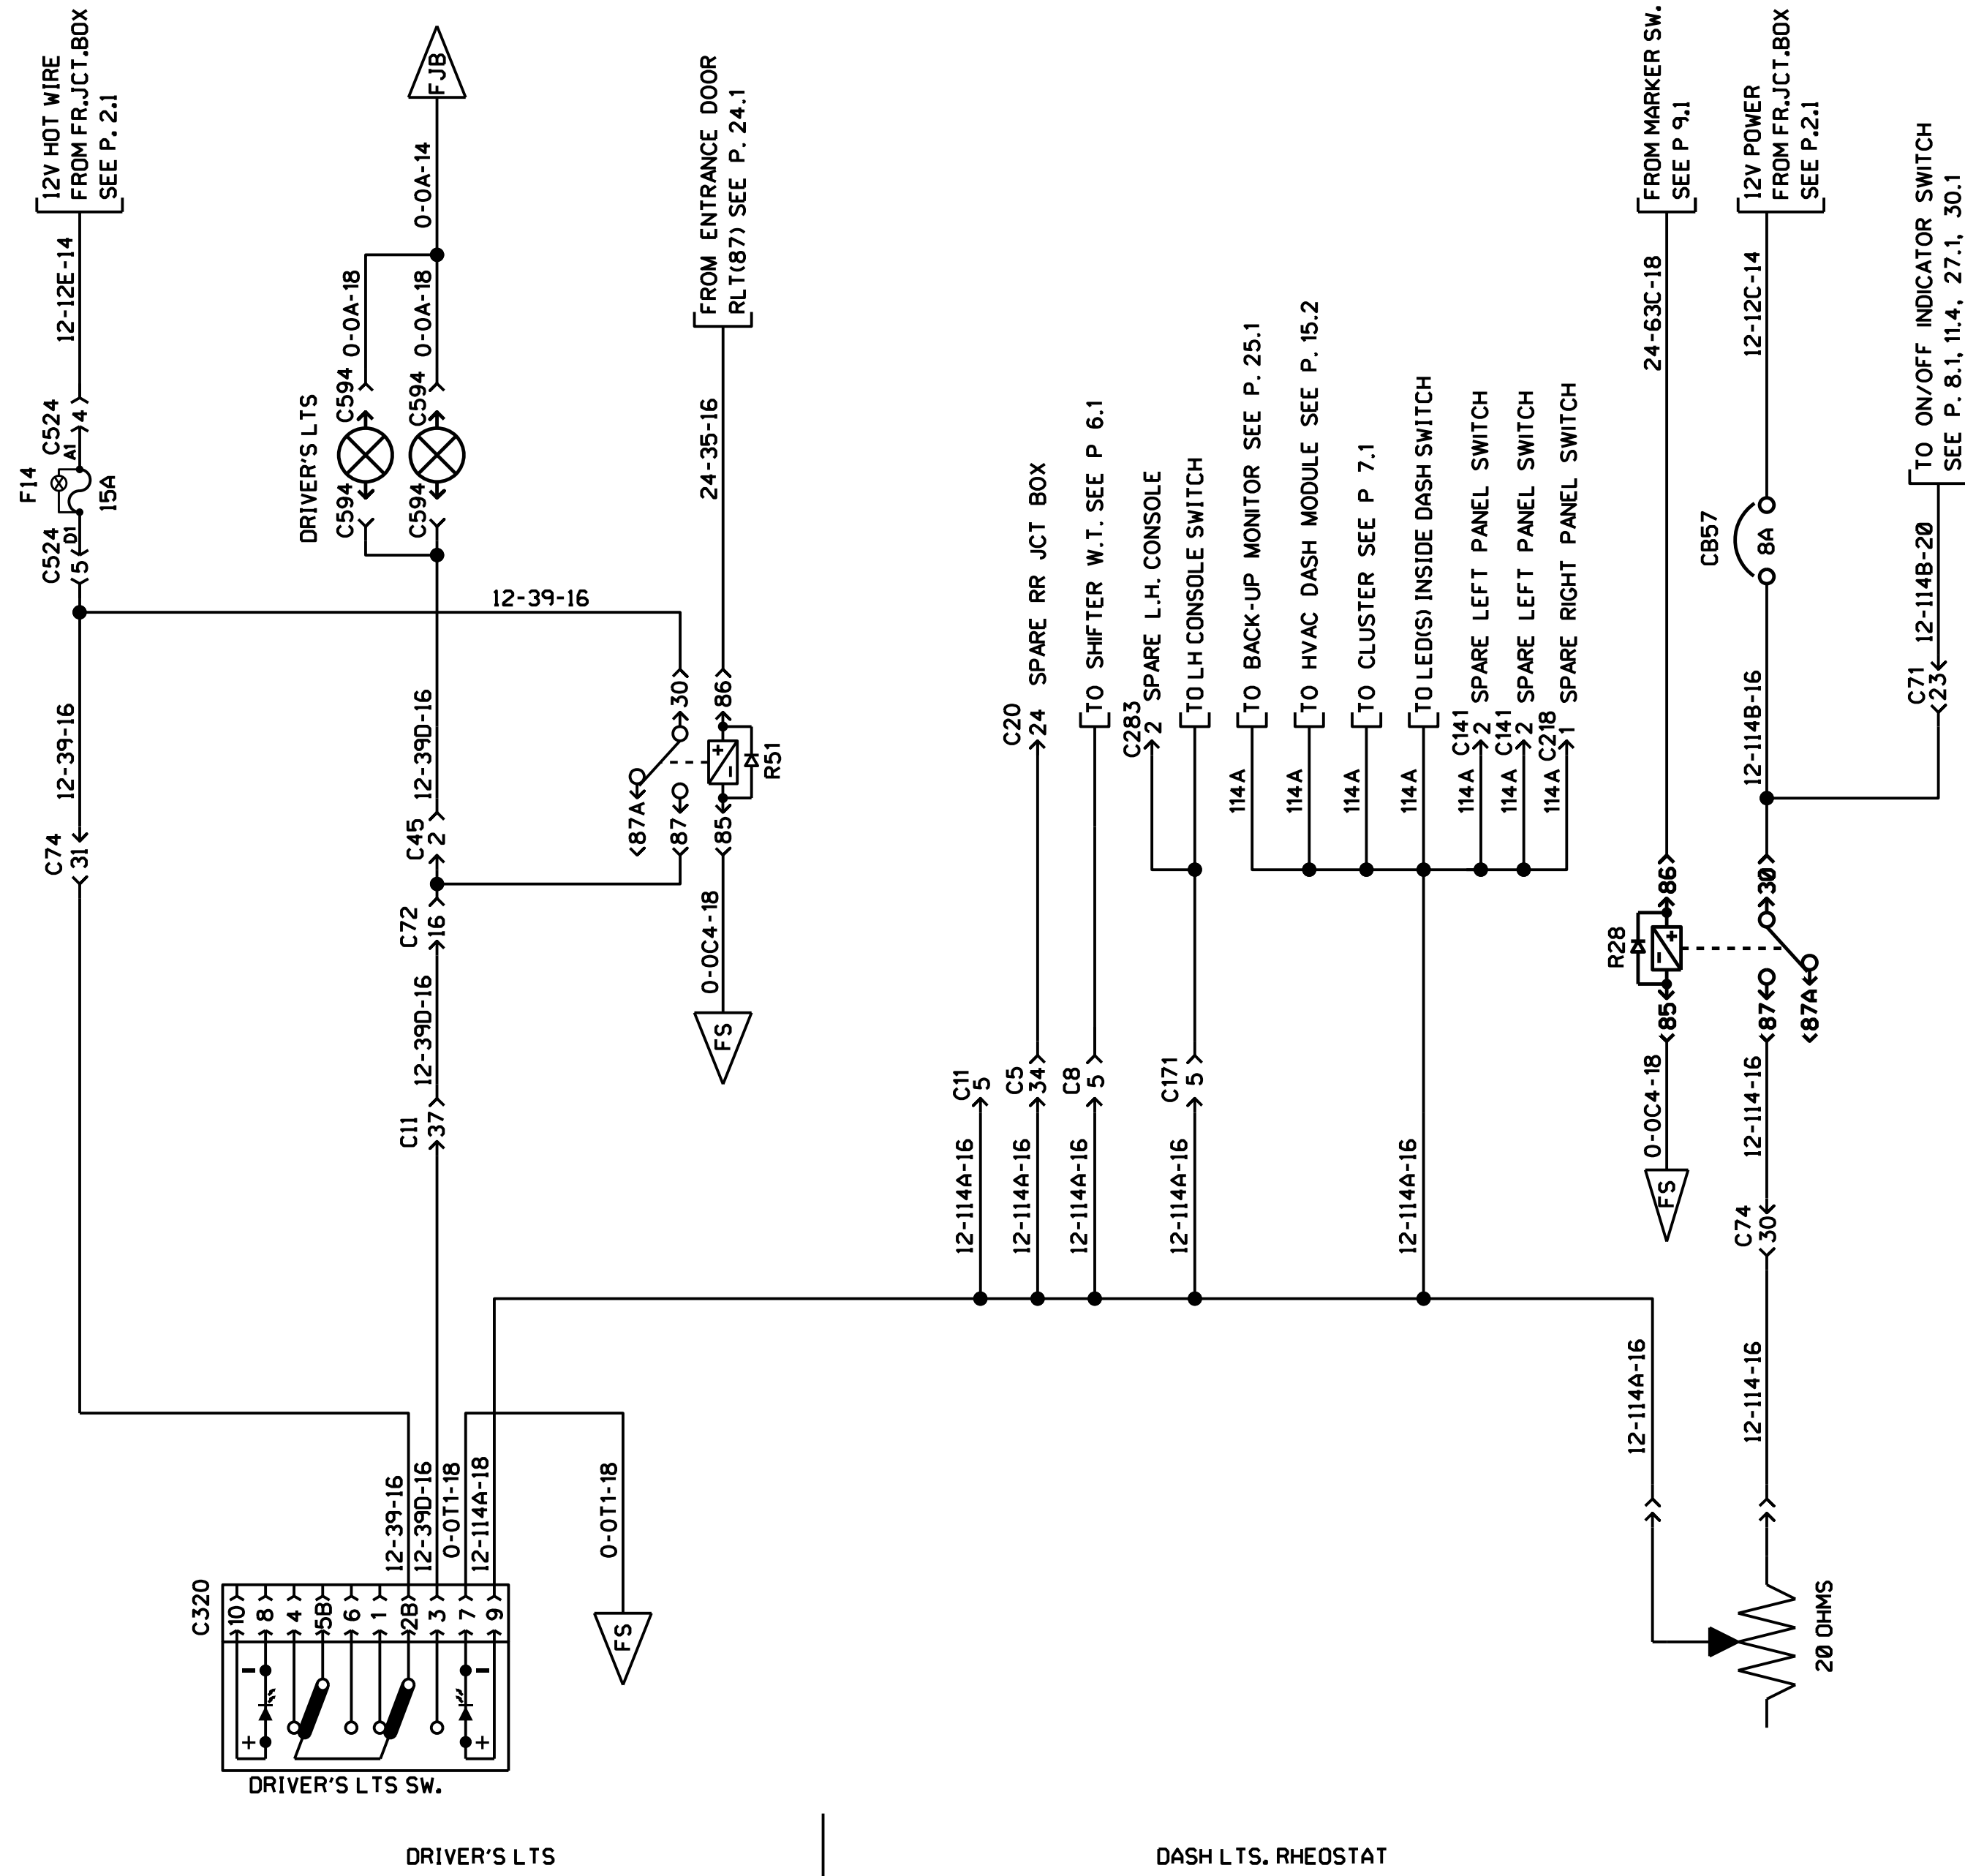 12V HOT WIRE
FROM FR.JCT.BOX
SEE P. 2.1
12-12E-14
F14
C524
4
A1
15A
D1
C524
5
12-39-16
12-39-16
C74
31
FJB
0-0A-14
0-0A-18
0-0A-18
DRIVER'S LTS
C594
C594
C594
C594
12-39D-16
C45
2
C72
16
12-39D-16
C11
37
FROM ENTRANCE DOOR
RLT(87) SEE P. 24.1
24-35-16
30
86
87A
87
85
R51
0-0C4-18
FS
C20
24
SPARE RR JCT BOX
TO SHIFTER W.T. SEE P 6.1
C283
2
SPARE L.H. CONSOLE
TO LH CONSOLE SWITCH
TO BACK-UP MONITOR SEE P. 25.1
TO HVAC DASH MODULE SEE P. 15.2
TO CLUSTER SEE P 7.1
TO LED(S) INSIDE DASH SWITCH
C141
2
SPARE LEFT PANEL SWITCH
C141
2
SPARE LEFT PANEL SWITCH
C218
1
SPARE RIGHT PANEL SWITCH
114A
114A
114A
114A
114A
114A
114A
C11
5
C5
34
C8
5
C171
5
12-114A-16
12-114A-16
12-114A-16
12-114A-16
12-114A-16
FROM MARKER SW.
SEE P 9.1
24-63C-18
12V POWER
FROM FR.JCT.BOX
SEE P.2.1
12-12C-14
CB57
8A
12-114B-16
TO ON/OFF INDICATOR SWITCH
SEE P. 8.1, 11.4, 27.1, 30.1
12-114B-20
C71
23
86
30
R28
85
87
87A
0-0C4-18
FS
12-114-16
C74
30
12-114A-16
12-114-16
20 OHMS
12-39-16
12-39D-16
0-0T1-18
12-114A-18
0-0T1-18
FS
C320
10
8
4
5B
6
1
2B
3
7
9
+ -
+ -
DRIVER'S LTS SW.
DRIVER'S LTS
DASH LTS. RHEOSTAT